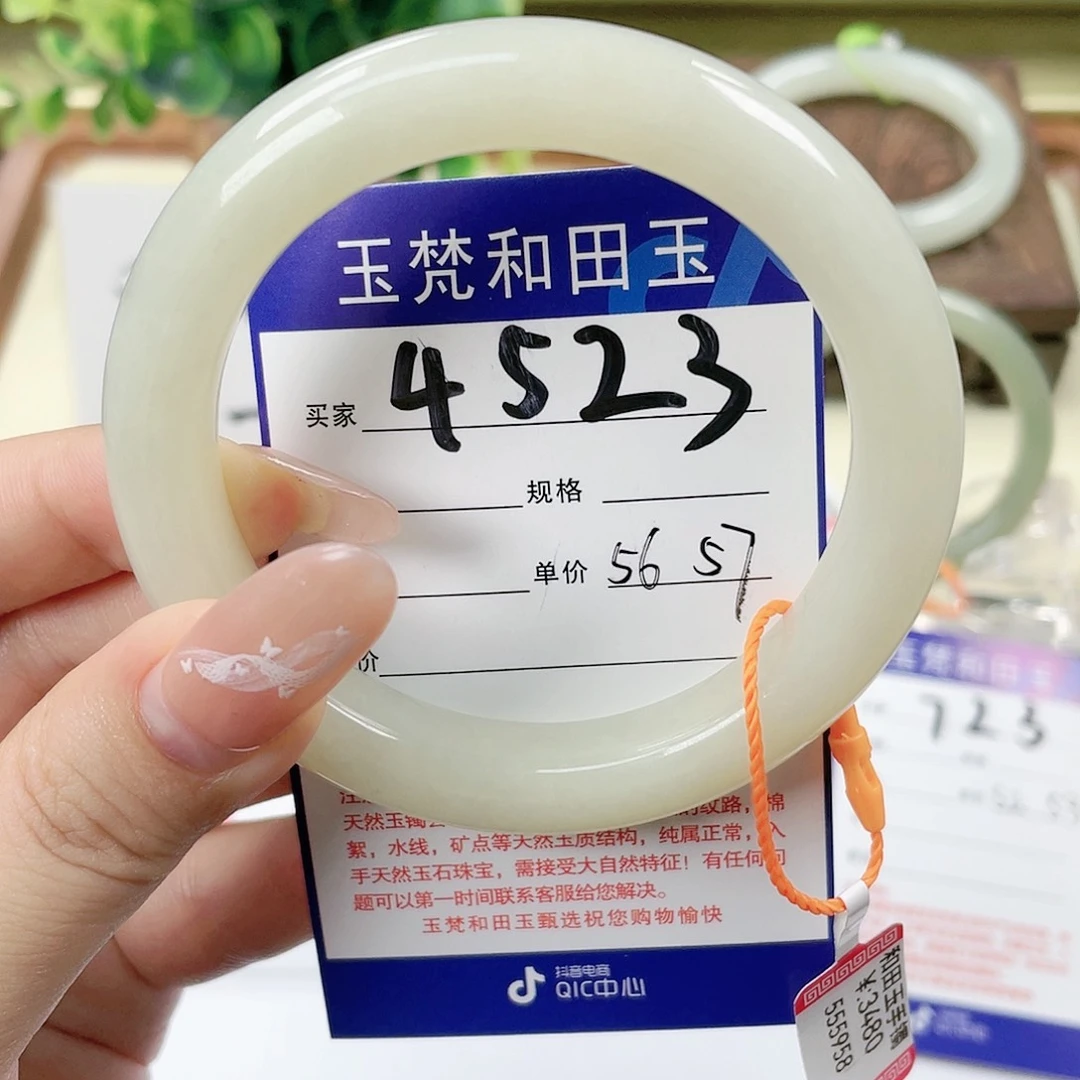 玉梵和田玉
买家 4523
规格
单价 56 57
价
天然玉镯
的纹路，棉
絮，水线，矿点等天然玉质结构，纯属正常，入
手天然玉石珠宝，需接受大自然特征！有任何问
题可以第一时间联系客服给您解决。
玉梵和田玉甄选祝您购物愉快
抖音电商
QIC中心
和田玉手镯
¥:3480
555958
玉梵和田玉
723